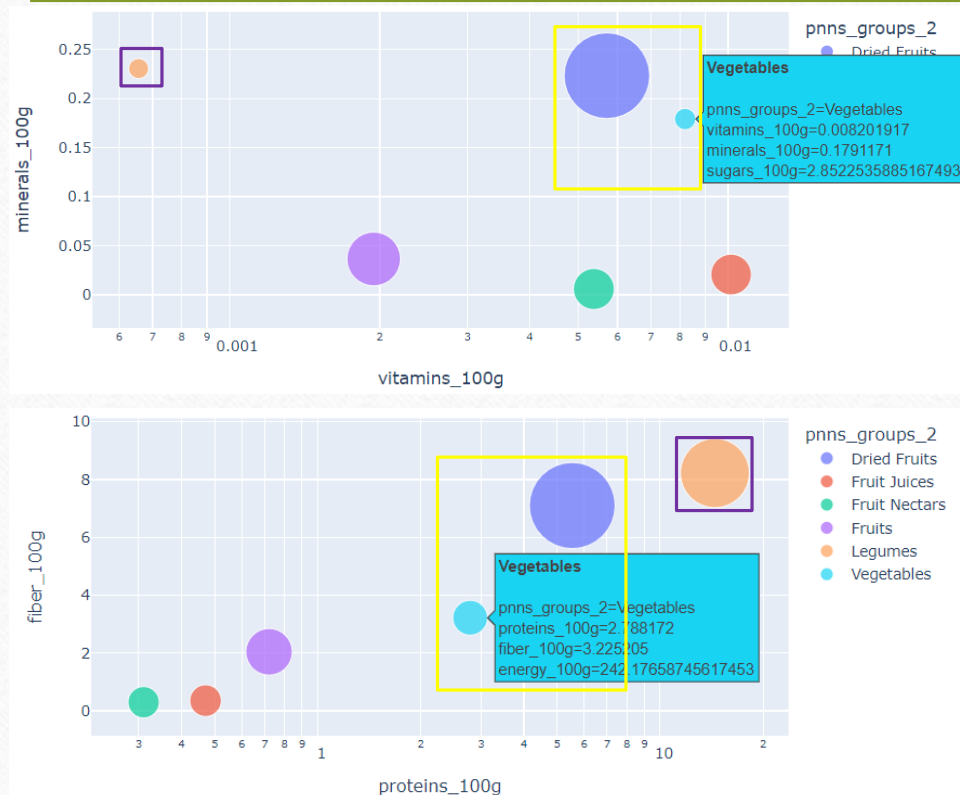 pnns_groups_2
Dried Fruits
Vegetables
pnns_groups_2=Vegetables
vitamins_100g=0.008201917
minerals_100g=0.1791171
sugars_100g=2.8522535885167493
minerals_100g
0.25
0.2
0.15
0.1
0.05
0
6 7 8 9 0.001 2 3 4 5 6 7 8 9 0.01
vitamins_100g
pnns_groups_2
Dried Fruits
Fruit Juices
Fruit Nectars
Fruits
Legumes
Vegetables
Vegetables
pnns_groups_2=Vegetables
proteins_100g=2.788172
fiber_100g=3.225205
energy_100g=242.17658745617453
fiber_100g
10
8
6
4
2
0
3 4 5 6 7 8 9 1 2 3 4 5 6 7 8 9 10 2
proteins_100g